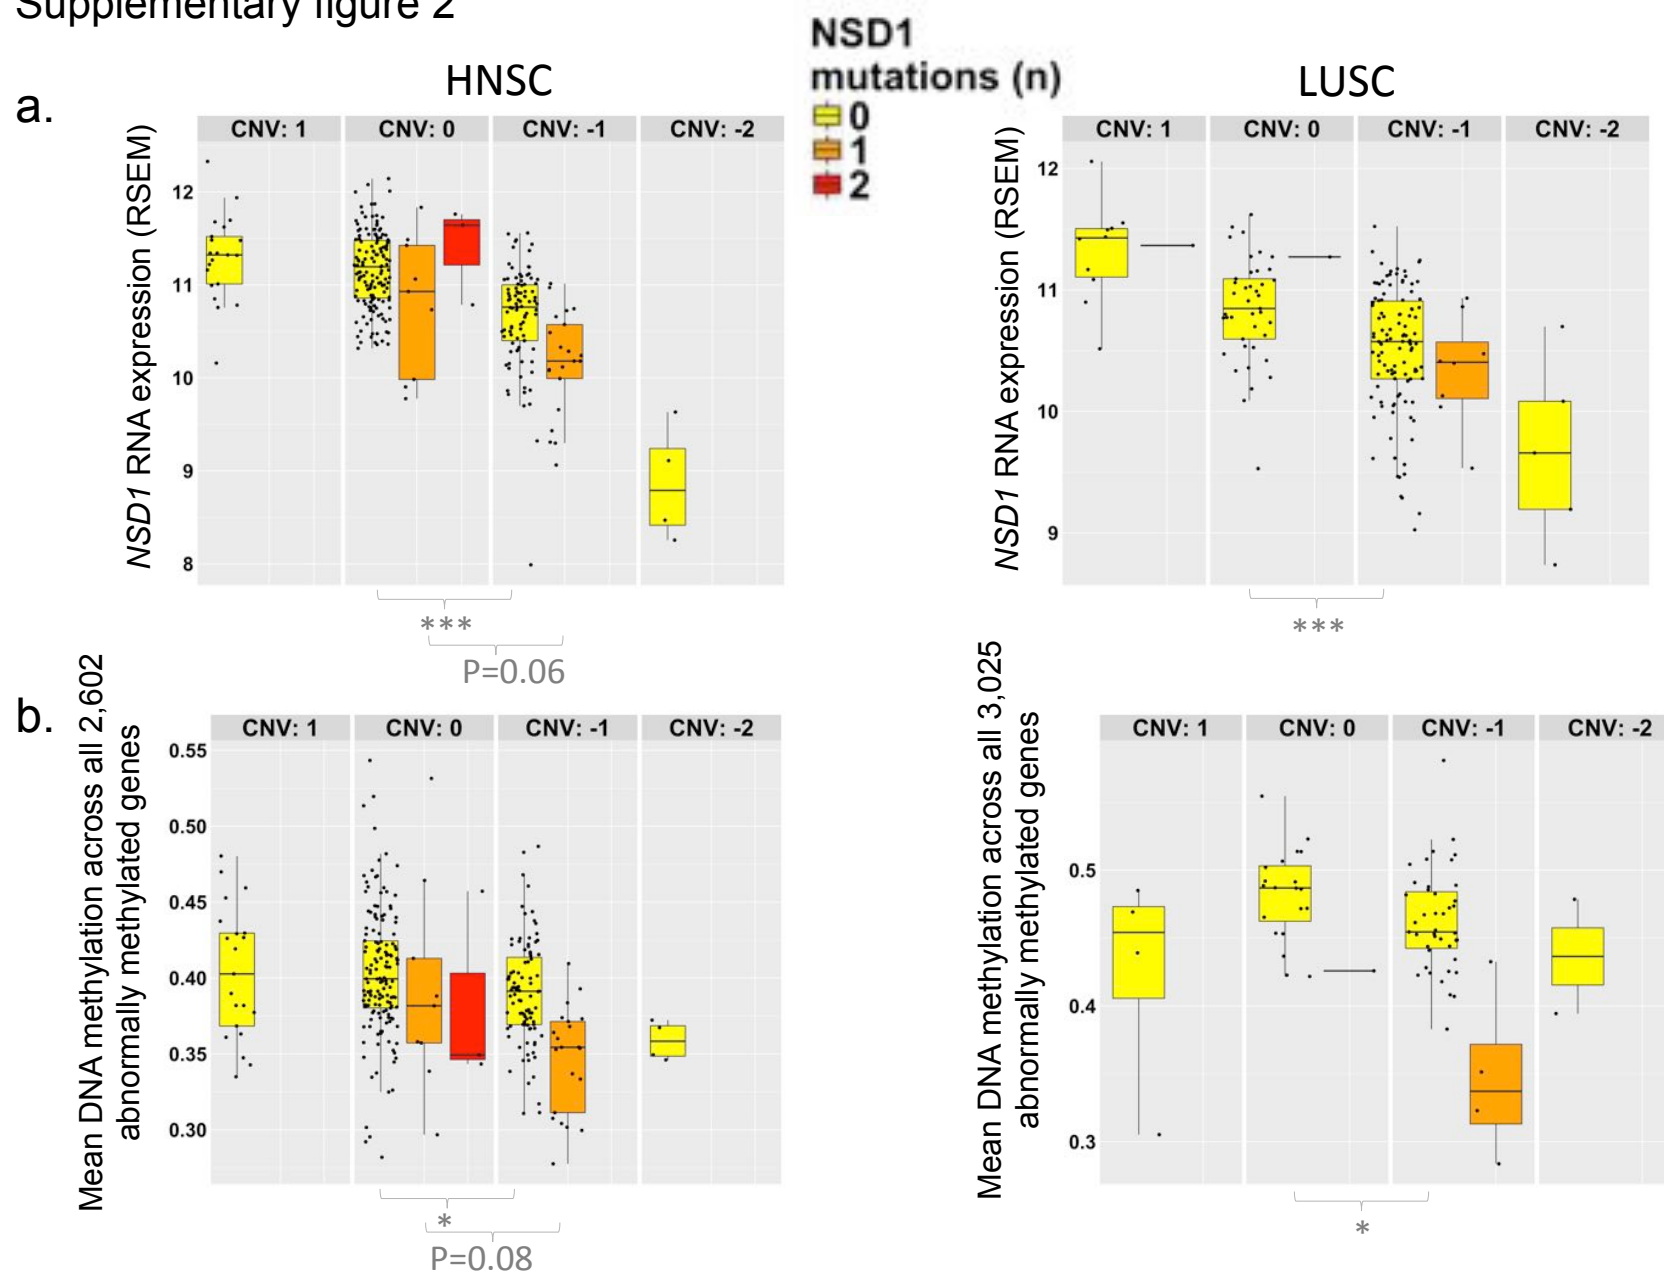 Supplementary figure 2
NSD1
mutations (n)
0
1
2
a.
HNSC
LUSC
NSD1 RNA expression (RSEM)
CNV: 1
CNV: 0
CNV: -1
CNV: -2
12
11
10
9
8
***
P=0.06
NSD1 RNA expression (RSEM)
CNV: 1
CNV: 0
CNV: -1
CNV: -2
12
11
10
9
***
b.
Mean DNA methylation across all 2,602
abnormally methylated genes
CNV: 1
CNV: 0
CNV: -1
CNV: -2
0.55
0.50
0.45
0.40
0.35
0.30
*
P=0.08
Mean DNA methylation across all 3,025
abnormally methylated genes
CNV: 1
CNV: 0
CNV: -1
CNV: -2
0.5
0.4
0.3
*